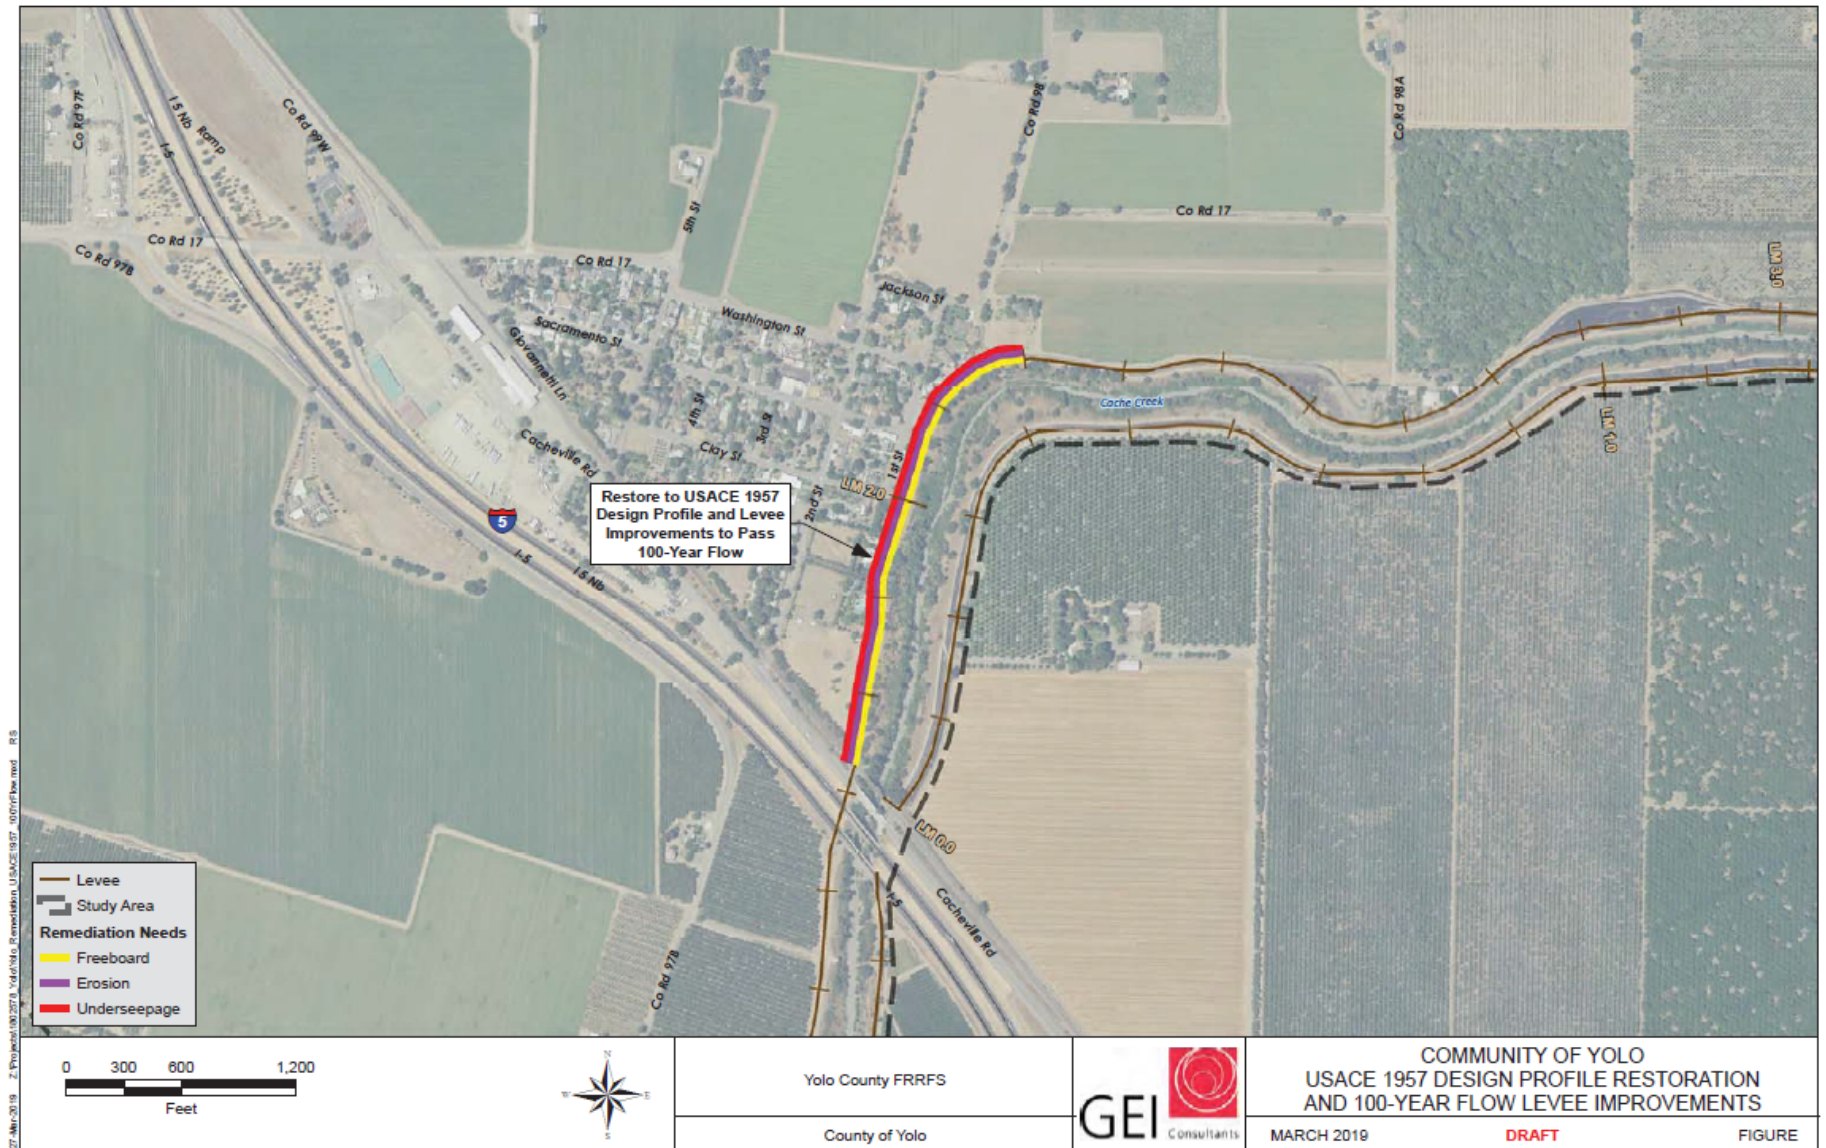 Co Rd 97F
I 5 Nb
Ramp
I-5
Co Rd 99W
Co Rd 98
Co Rd 98A
5th St
Co Rd 17
Co Rd 17
Co Rd 17
Co Rd 97B
LM 3.0
Jackson St
Washington St
Sacramento St
Giovannetti Ln
Cache Creek
4th St
3rd St
Clay St
Cacheville Rd
1st St
LM 2.0
LM 1.0
2nd St
Restore to USACE 1957
Design Profile and Levee
Improvements to Pass
100-Year Flow
5
I-5
I 5 Nb
LM 0.0
I-5
Cacheville Rd
Co Rd 97B
Levee
Study Area
Remediation Needs
Freeboard
Erosion
Underseepage
0 300 600 1,200
Feet
N
W E
S
Yolo County FRRFS
County of Yolo
GEI
Consultants
COMMUNITY OF YOLO
USACE 1957 DESIGN PROFILE RESTORATION
AND 100-YEAR FLOW LEVEE IMPROVEMENTS
MARCH 2019 DRAFT FIGURE
27-Mar-2019
RS